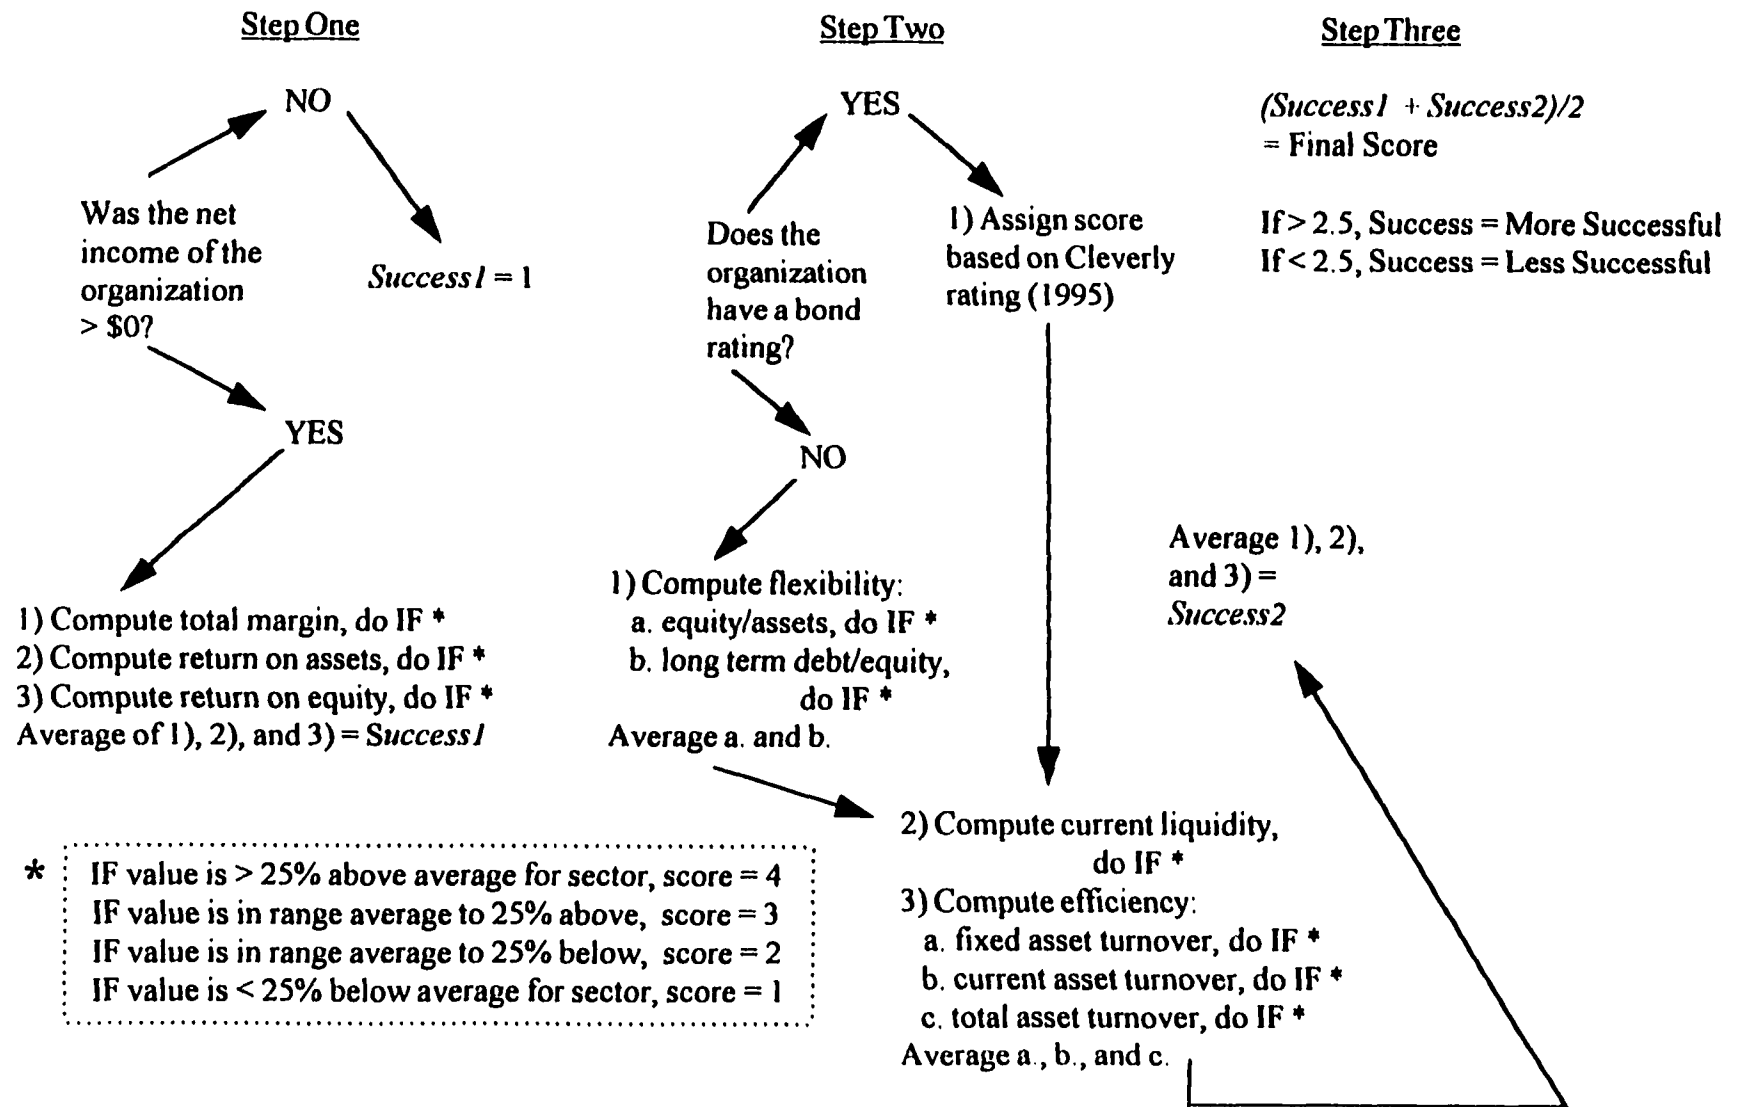 Step One
NO
Was the net
income of the
organization
> $0?
Success1 = 1
YES
1) Compute total margin, do IF *
2) Compute return on assets, do IF *
3) Compute return on equity, do IF *
Average of 1), 2), and 3) = Success1
Step Two
YES
Does the
organization
have a bond
rating?
1) Assign score
based on Cleverly
rating (1995)
NO
1) Compute flexibility:
a. equity/assets, do IF *
b. long term debt/equity,
do IF *
Average a. and b.
2) Compute current liquidity,
do IF *
3) Compute efficiency:
a. fixed asset turnover, do IF *
b. current asset turnover, do IF *
c. total asset turnover, do IF *
Average a., b., and c.
Average 1), 2),
and 3) =
Success2
Step Three
(Success1 + Success2)/2
= Final Score
If > 2.5, Success = More Successful
If < 2.5, Success = Less Successful
* IF value is > 25% above average for sector, score = 4
IF value is in range average to 25% above, score = 3
IF value is in range average to 25% below, score = 2
IF value is < 25% below average for sector, score = 1